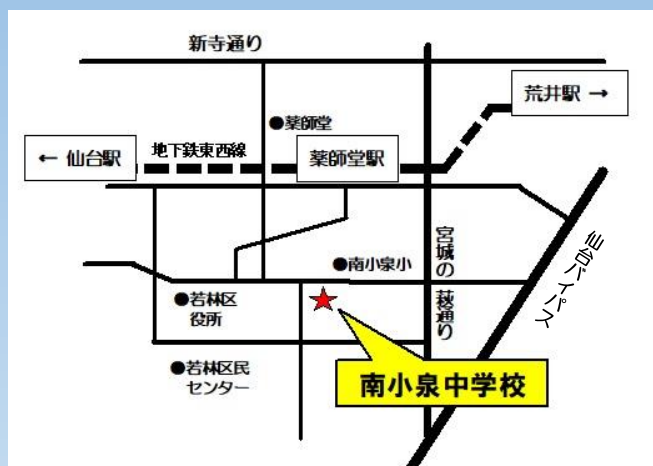 新寺通り
荒井駅 →
●薬師堂
← 仙台駅
地下鉄東西線
薬師堂駅
宮城の萩通り
仙台バイパス
●南小泉小
●若林区
役所
●若林区民
センター
南小泉中学校